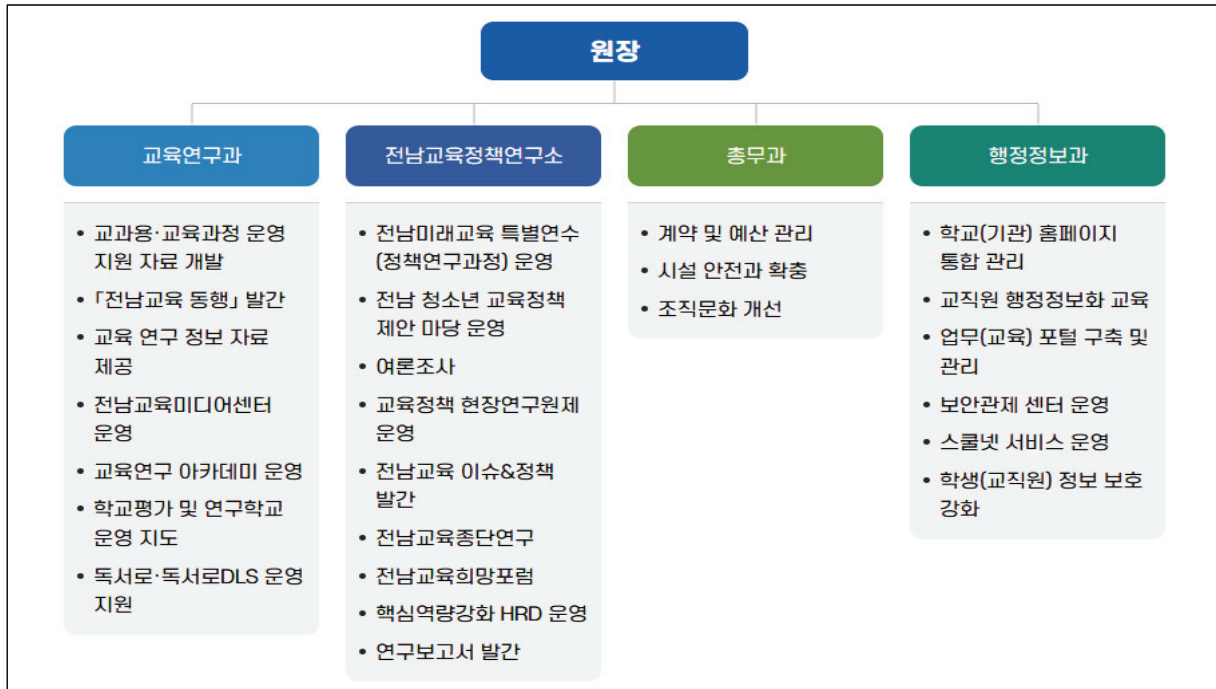 원장
교육연구과
• 교과용·교육과정 운영
지원 자료 개발
• 「전남교육 동행」 발간
• 교육 연구 정보 자료
제공
• 전남교육미디어센터
운영
• 교육연구 아카데미 운영
• 학교평가 및 연구학교
운영 지도
• 독서로·독서로DLS 운영
지원
전남교육정책연구소
• 전남미래교육 특별연수
(정책연구과정) 운영
• 전남 청소년 교육정책
제안 마당 운영
• 여론조사
• 교육정책 현장연구원제
운영
• 전남교육 이슈&정책
발간
• 전남교육종단연구
• 전남교육희망포럼
• 핵심역량강화 HRD 운영
• 연구보고서 발간
총무과
• 계약 및 예산 관리
• 시설 안전과 확충
• 조직문화 개선
행정정보과
• 학교(기관) 홈페이지
통합 관리
• 교직원 행정정보화 교육
• 업무(교육) 포털 구축 및
관리
• 보안관제 센터 운영
• 스쿨넷 서비스 운영
• 학생(교직원) 정보 보호
강화